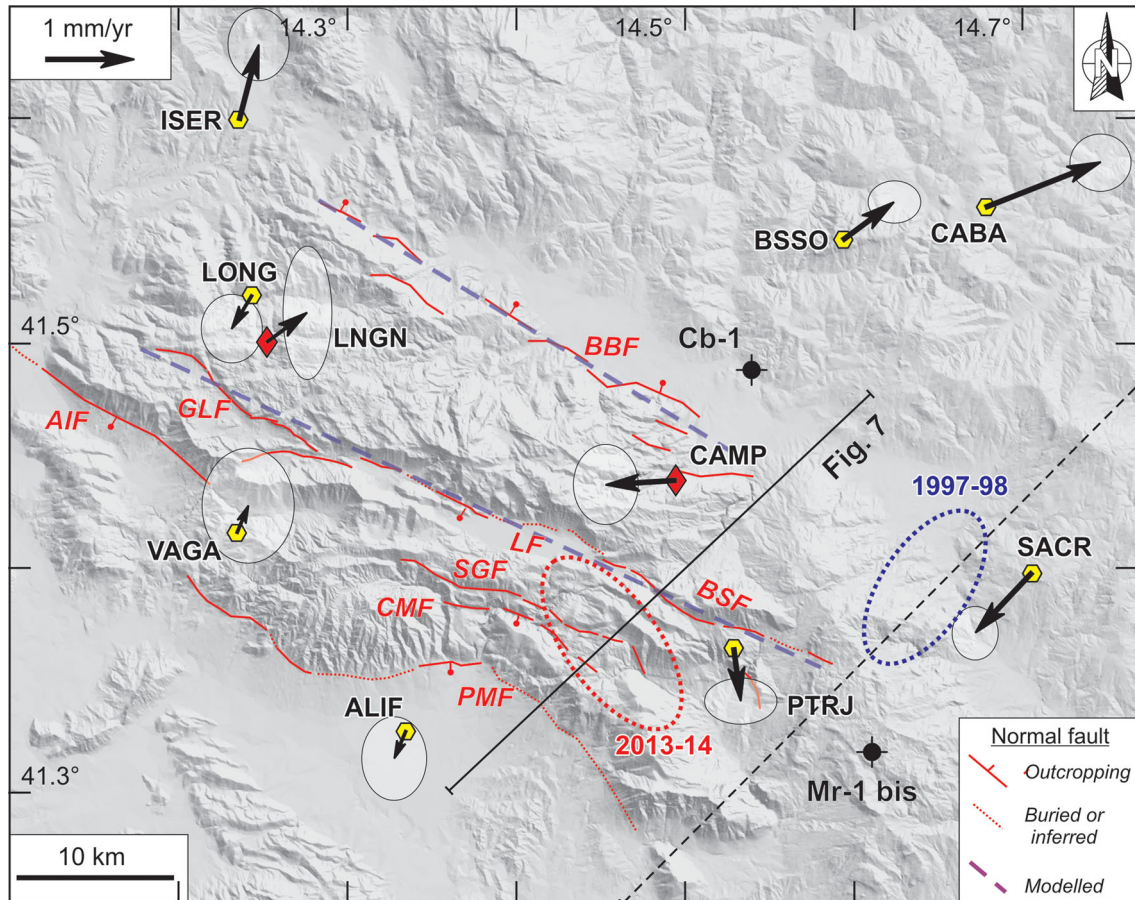 1 mm/yr
14.3°
14.5°
14.7°
N
ISER
CABA
BSSO
LONG
LNGN
41.5°
Cb-1
BBF
GLF
AIF
Fig. 7
CAMP
1997-98
VAGA
LF
SACR
SGF
BSF
CMF
PMF
PTRJ
ALIF
2013-14
41.3°
Mr-1 bis
Normal fault
Outcropping
Buried or
inferred
Modelled
10 km